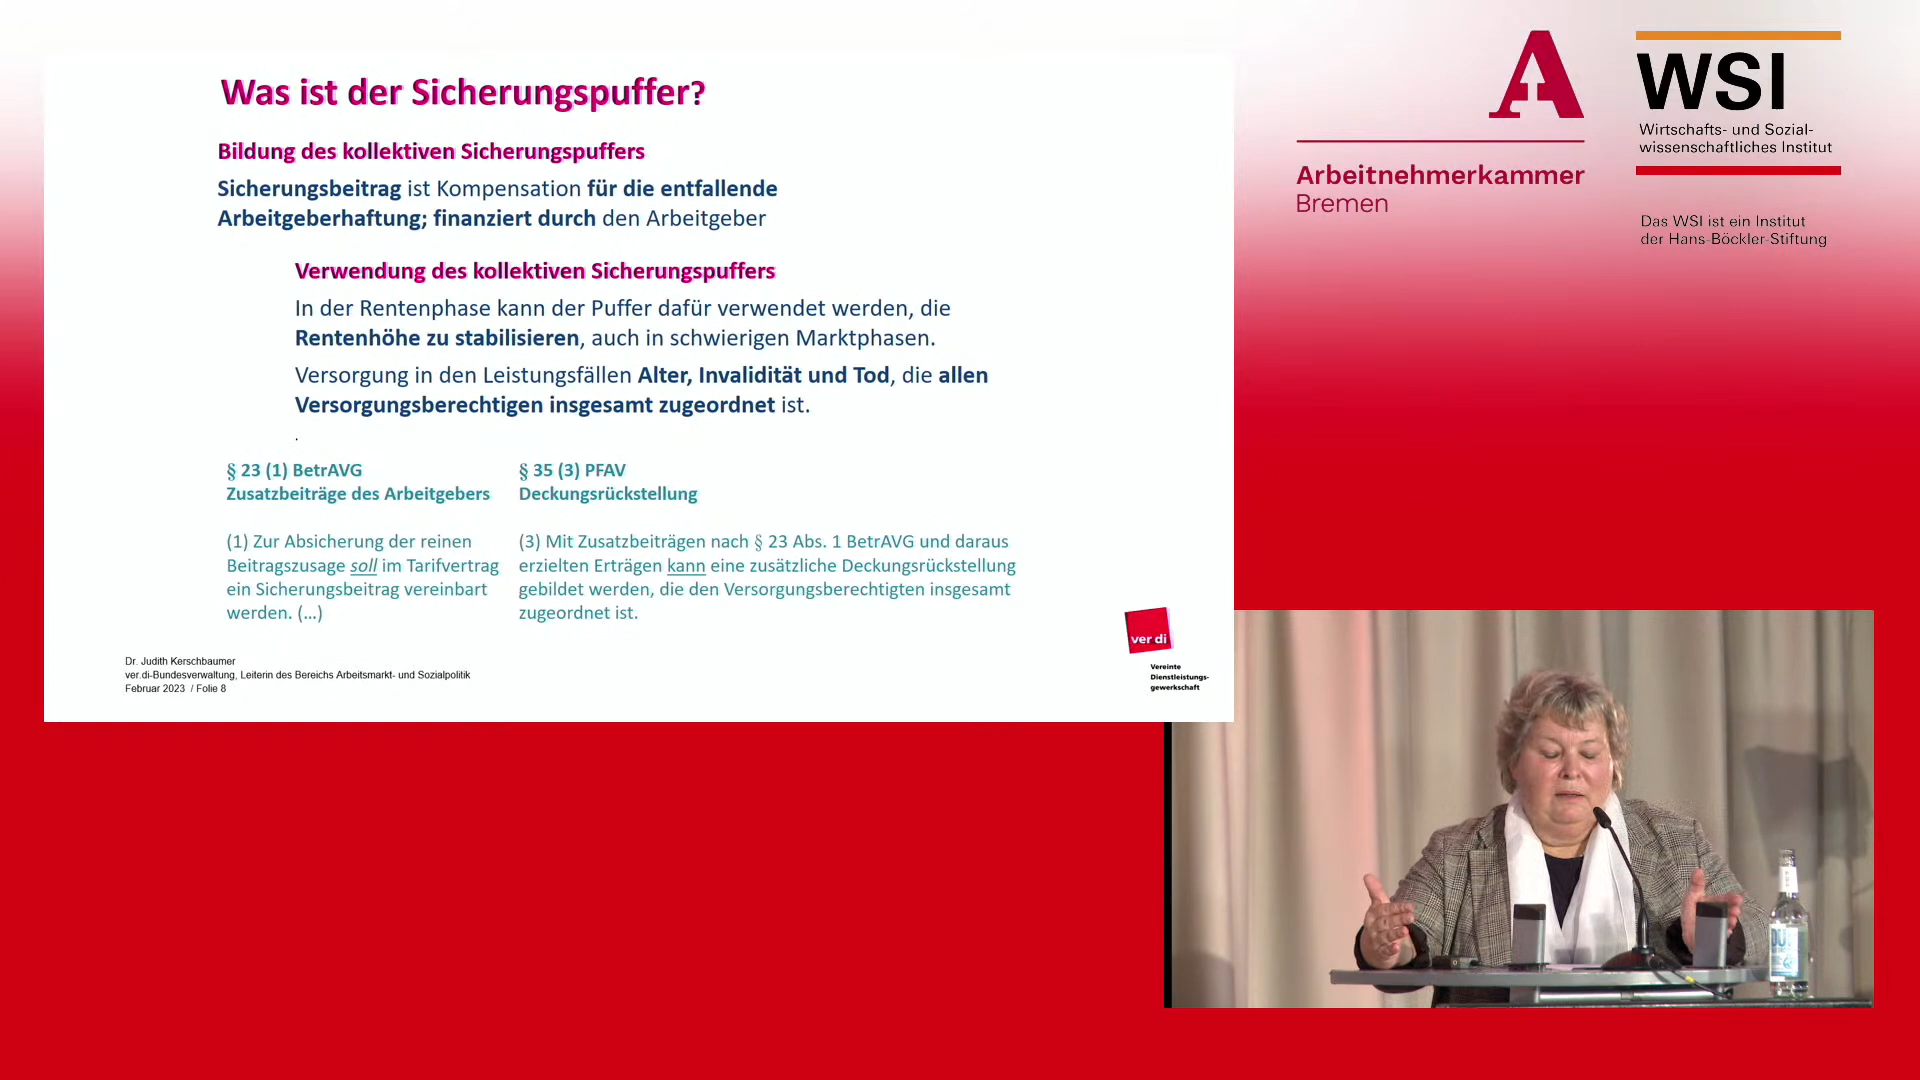 Was ist der Sicherungspuffer?
Bildung des kollektiven Sicherungspuffers
Sicherungsbeitrag ist Kompensation für die entfallende
Arbeitgeberhaftung; finanziert durch den Arbeitgeber
Verwendung des kollektiven Sicherungspuffers
In der Rentenphase kann der Puffer dafür verwendet werden, die
Rentenhöhe zu stabilisieren, auch in schwierigen Marktphasen.
Versorgung in den Leistungsfällen Alter, Invalidität und Tod, die allen
Versorgungsberechtigen insgesamt zugeordnet ist.
.
§ 23 (1) BetrAVG
Zusatzbeiträge des Arbeitgebers
(1) Zur Absicherung der reinen
Beitragszusage soll im Tarifvertrag
ein Sicherungsbeitrag vereinbart
werden. (…)
§ 35 (3) PFAV
Deckungsrückstellung
(3) Mit Zusatzbeiträgen nach § 23 Abs. 1 BetrAVG und daraus
erzielten Erträgen kann eine zusätzliche Deckungsrückstellung
gebildet werden, die den Versorgungsberechtigten insgesamt
zugeordnet ist.
Dr. Judith Kerschbaumer
ver.di-Bundesverwaltung, Leiterin des Bereichs Arbeitsmarkt- und Sozialpolitik
Februar 2023 / Folie 8
ver di
Vereinte
Dienstleistungs-
gewerkschaft
A
Arbeitnehmerkammer
Bremen
WSI
Wirtschafts- und Sozial-
wissenschaftliches Institut
Das WSI ist ein Institut
der Hans-Böckler-Stiftung